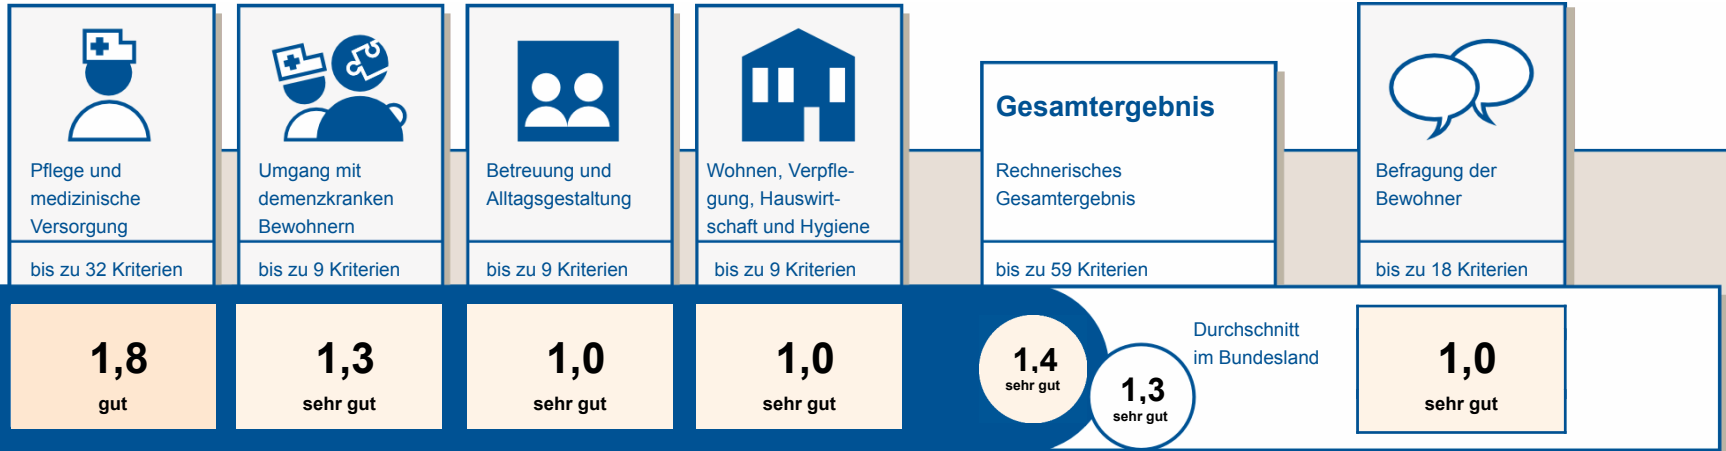 Pflege und
medizinische
Versorgung
bis zu 32 Kriterien
1,8
gut
Umgang mit
demenzkranken
Bewohnern
bis zu 9 Kriterien
1,3
sehr gut
Betreuung und
Alltagsgestaltung
bis zu 9 Kriterien
1,0
sehr gut
Wohnen, Verpfle-
gung, Hauswirt-
schaft und Hygiene
bis zu 9 Kriterien
1,0
sehr gut
Gesamtergebnis
Rechnerisches
Gesamtergebnis
bis zu 59 Kriterien
1,4
sehr gut
Durchschnitt
im Bundesland
1,3
sehr gut
Befragung der
Bewohner
bis zu 18 Kriterien
1,0
sehr gut